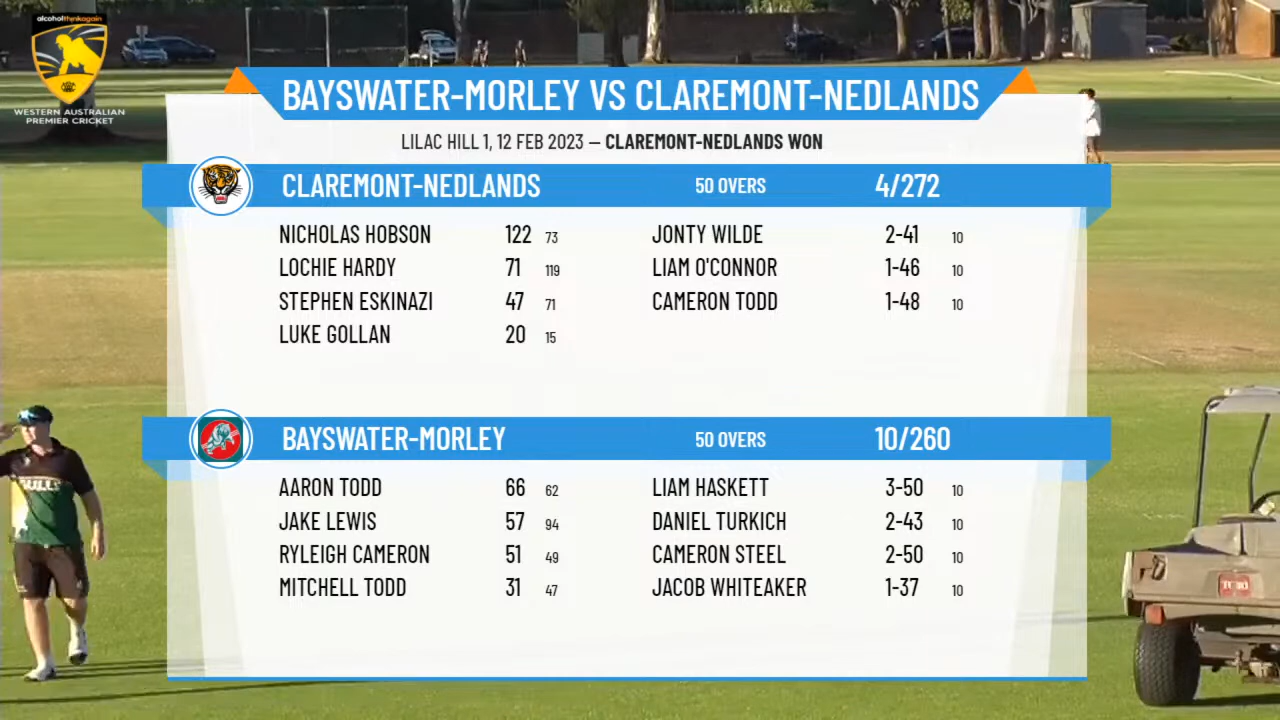 alcohol think again
WESTERN AUSTRALIAN
PREMIER CRICKET
BAYSWATER-MORLEY VS CLAREMONT-NEDLANDS
LILAC HILL 1, 12 FEB 2023 – CLAREMONT-NEDLANDS WON
CLAREMONT-NEDLANDS 50 OVERS 4/272
NICHOLAS HOBSON 122 73 JONTY WILDE 2-41 10
LOCHIE HARDY 71 119 LIAM O'CONNOR 1-46 10
STEPHEN ESKINAZI 47 71 CAMERON TODD 1-48 10
LUKE GOLLAN 20 15
BAYSWATER-MORLEY 50 OVERS 10/260
AARON TODD 66 62 LIAM HASKETT 3-50 10
JAKE LEWIS 57 94 DANIEL TURKICH 2-43 10
RYLEIGH CAMERON 51 49 CAMERON STEEL 2-50 10
MITCHELL TODD 31 47 JACOB WHITEAKER 1-37 10